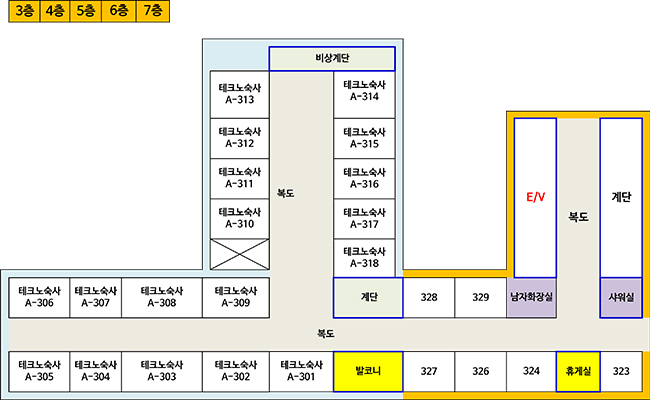 3층 4층 5층 6층 7층
비상계단
테크노숙사
A-313
테크노숙사
A-314
테크노숙사
A-312
테크노숙사
A-315
테크노숙사
A-311
테크노숙사
A-316
복도
E/V
복도
계단
테크노숙사
A-310
테크노숙사
A-317
테크노숙사
A-318
테크노숙사
A-306
테크노숙사
A-307
테크노숙사
A-308
테크노숙사
A-309
계단
328
329
남자화장실
샤워실
복도
테크노숙사
A-305
테크노숙사
A-304
테크노숙사
A-303
테크노숙사
A-302
테크노숙사
A-301
발코니
327
326
324
휴게실
323